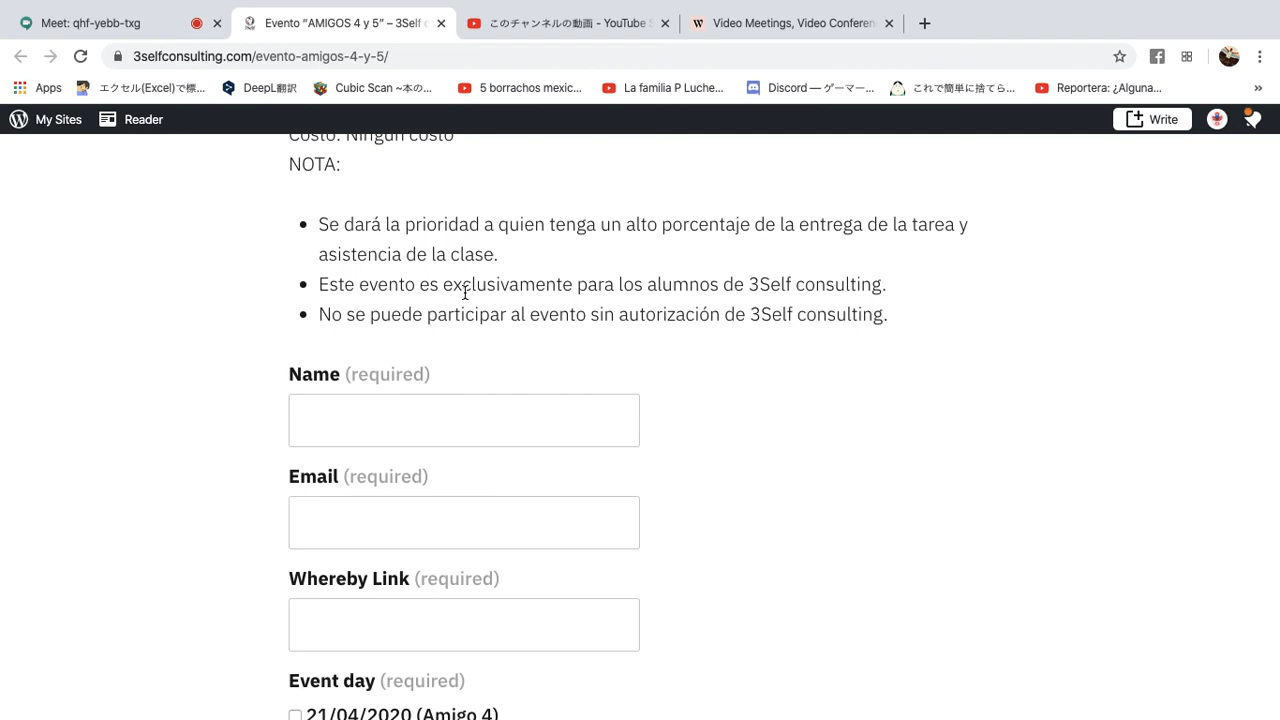 Meet: qhf-yebb-txg
Evento “AMIGOS 4 y 5” – 3Self c
このチャンネルの動画 - YouTube S
Video Meetings, Video Conferen
3selfconsulting.com/evento-amigos-4-y-5/
Apps
エクセル(Excel)で標...
DeepL翻訳
Cubic Scan ~本の...
5 borrachos mexic...
La familia P Luche...
Discord — ゲーマー...
これで簡単に捨てら...
Reportera: ¿Alguna...
My Sites
Reader
Write
Costo: Ningún costo
NOTA:
Se dará la prioridad a quien tenga un alto porcentaje de la entrega de la tarea y
asistencia de la clase.
Este evento es exclusivamente para los alumnos de 3Self consulting.
No se puede participar al evento sin autorización de 3Self consulting.
Name (required)
Email (required)
Whereby Link (required)
Event day (required)
21/04/2020 (Amigo 4)